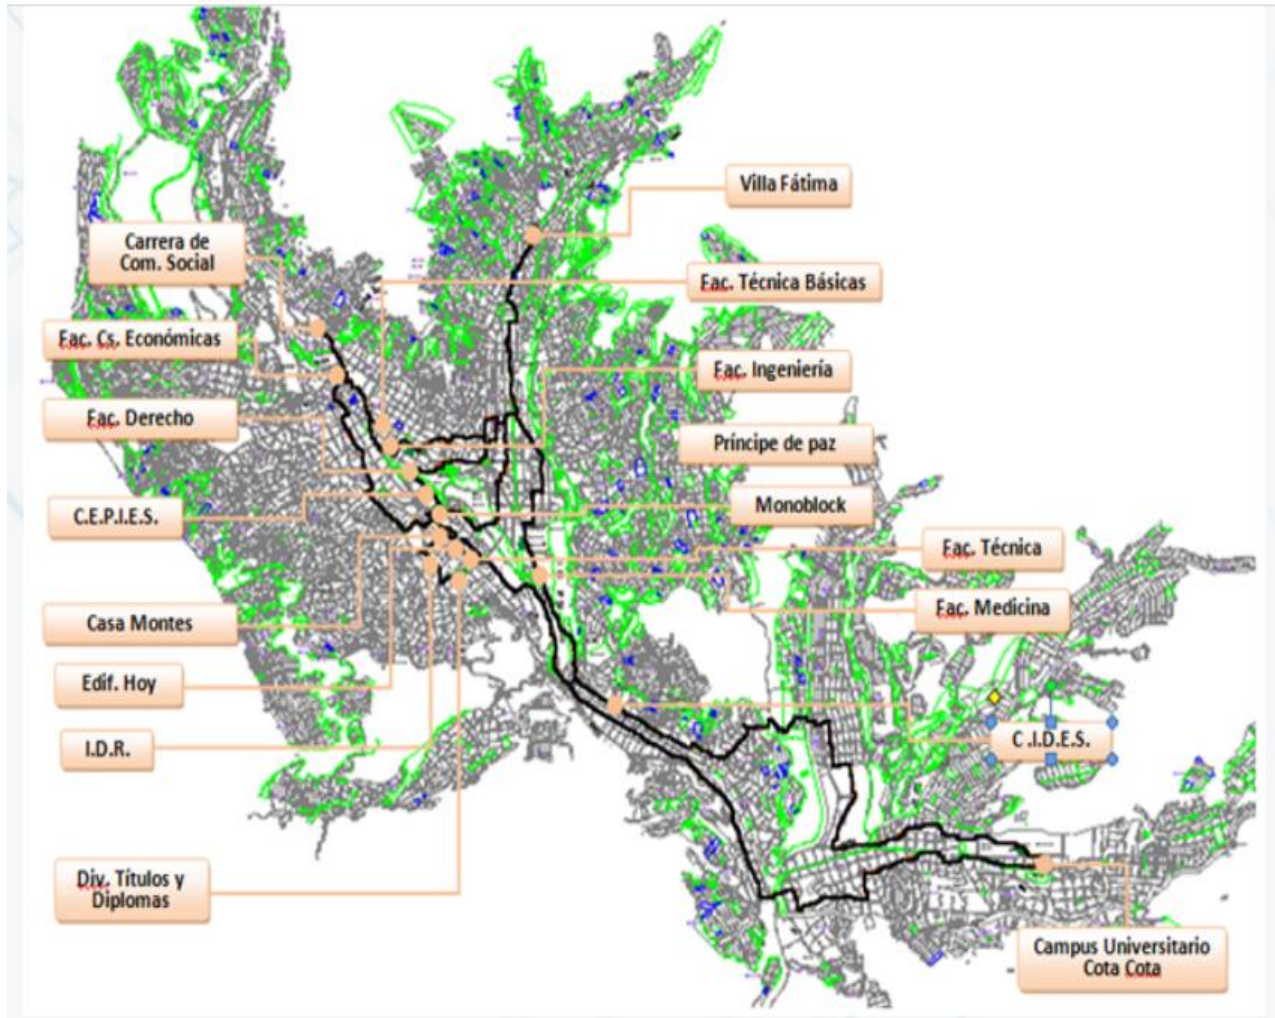 Villa Fátima
Carrera de
Com. Social
Fac. Técnica Básicas
Fac. Cs. Económicas
Fac. Ingeniería
Fac. Derecho
Príncipe de paz
C.E.P.I.E.S.
Monoblock
Fac. Técnica
Fac. Medicina
Casa Montes
Edif. Hoy
I.D.R.
C .I.D.E.S.
Div. Títulos y
Diplomas
Campus Universitario
Cota Cota